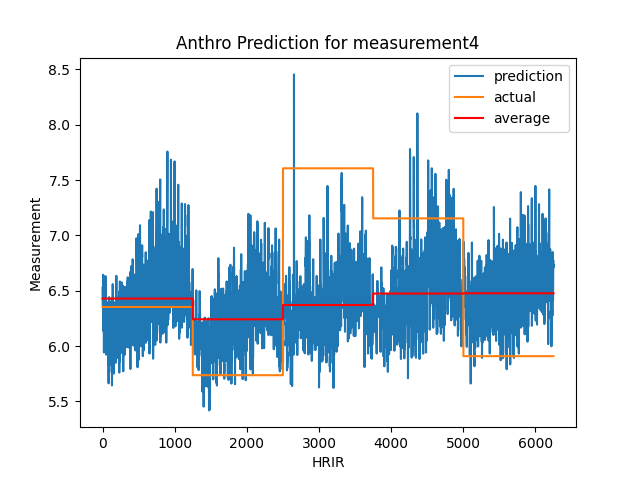 Anthro Prediction for measurement4
prediction
actual
average
Measurement
8.5
8.0
7.5
7.0
6.5
6.0
5.5
0 1000 2000 3000 4000 5000 6000
HRIR